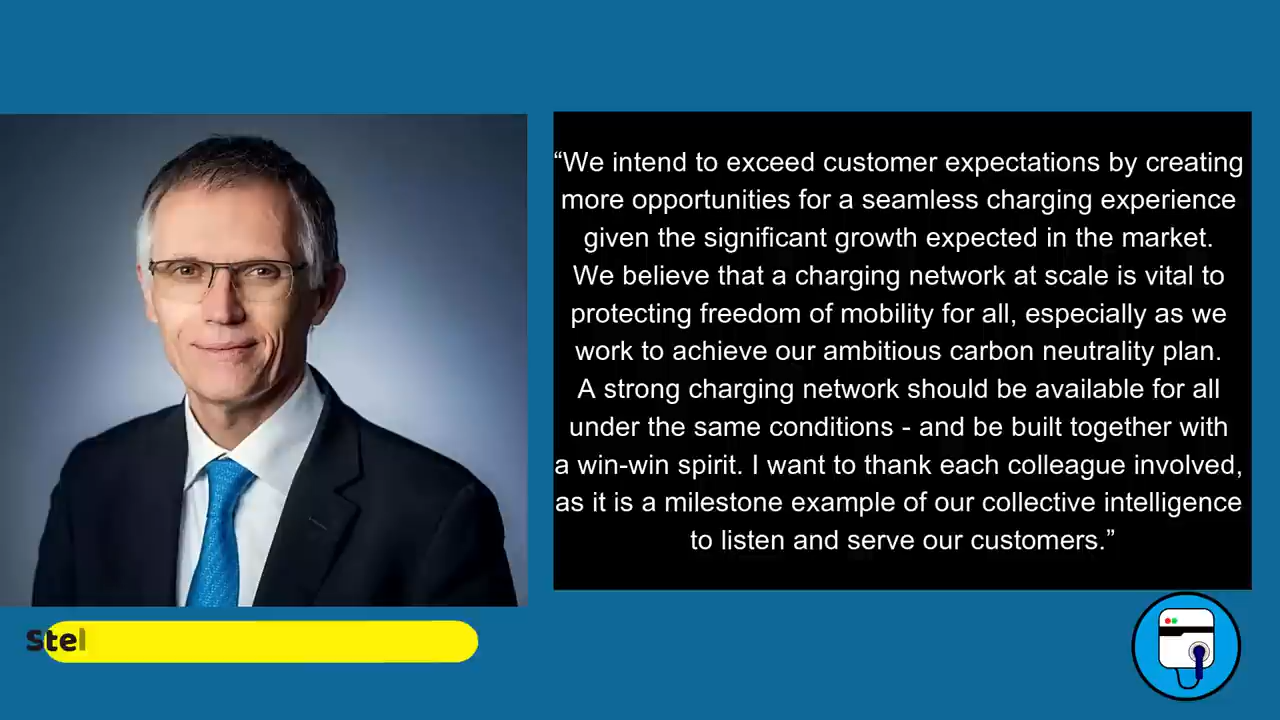 “We intend to exceed customer expectations by creating
more opportunities for a seamless charging experience
given the significant growth expected in the market.
We believe that a charging network at scale is vital to
protecting freedom of mobility for all, especially as we
work to achieve our ambitious carbon neutrality plan.
A strong charging network should be available for all
under the same conditions - and be built together with
a win-win spirit. I want to thank each colleague involved,
as it is a milestone example of our collective intelligence
to listen and serve our customers.”
Stel